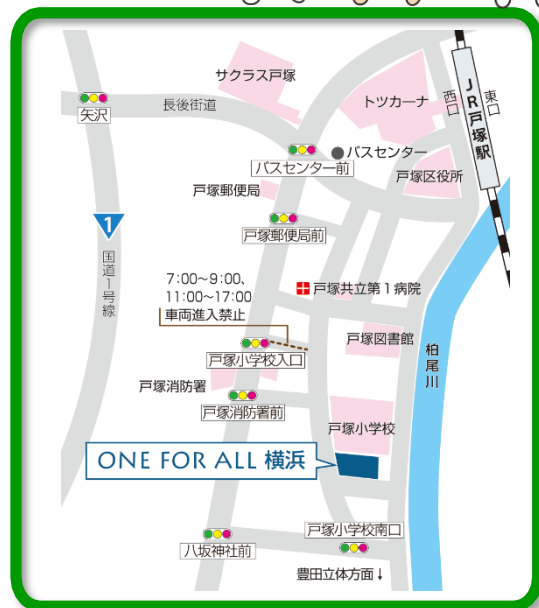 サクラス戸塚
トツカーナ
JR戸塚駅
西口
東口
矢沢
長後街道
バスセンター
バスセンター前
戸塚区役所
戸塚郵便局
1
国道1号線
戸塚郵便局前
7:00〜9:00、
11:00〜17:00
車両進入禁止
戸塚共立第1病院
戸塚図書館
柏尾川
戸塚小学校入口
戸塚消防署
戸塚消防署前
戸塚小学校
ONE FOR ALL 横浜
戸塚小学校南口
八坂神社前
豊田立体方面↓